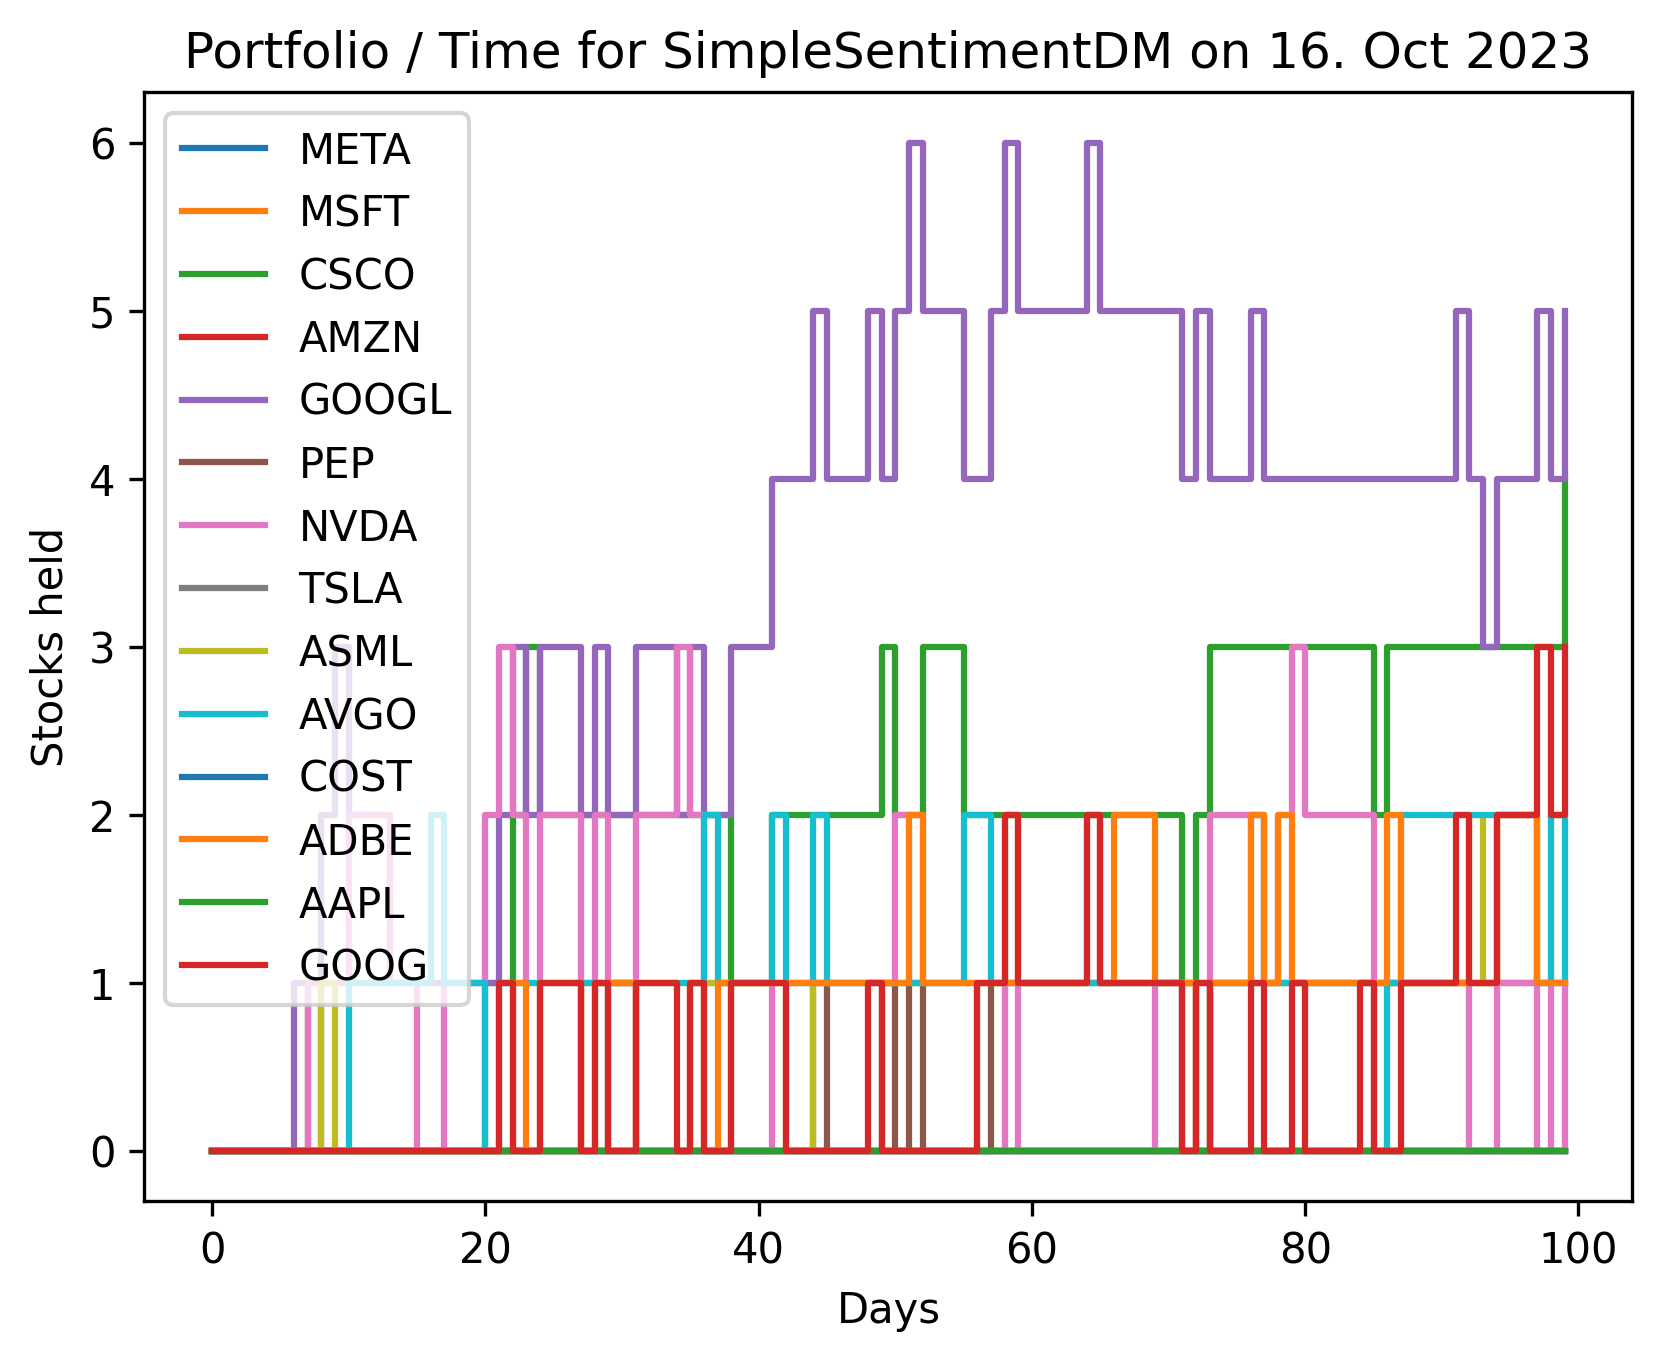 Portfolio / Time for SimpleSentimentDM on 16. Oct 2023
META
MSFT
CSCO
AMZN
GOOGL
PEP
NVDA
TSLA
ASML
AVGO
COST
ADBE
AAPL
GOOG
6
5
4
3
2
1
0
Stocks held
0 20 40 60 80 100
Days